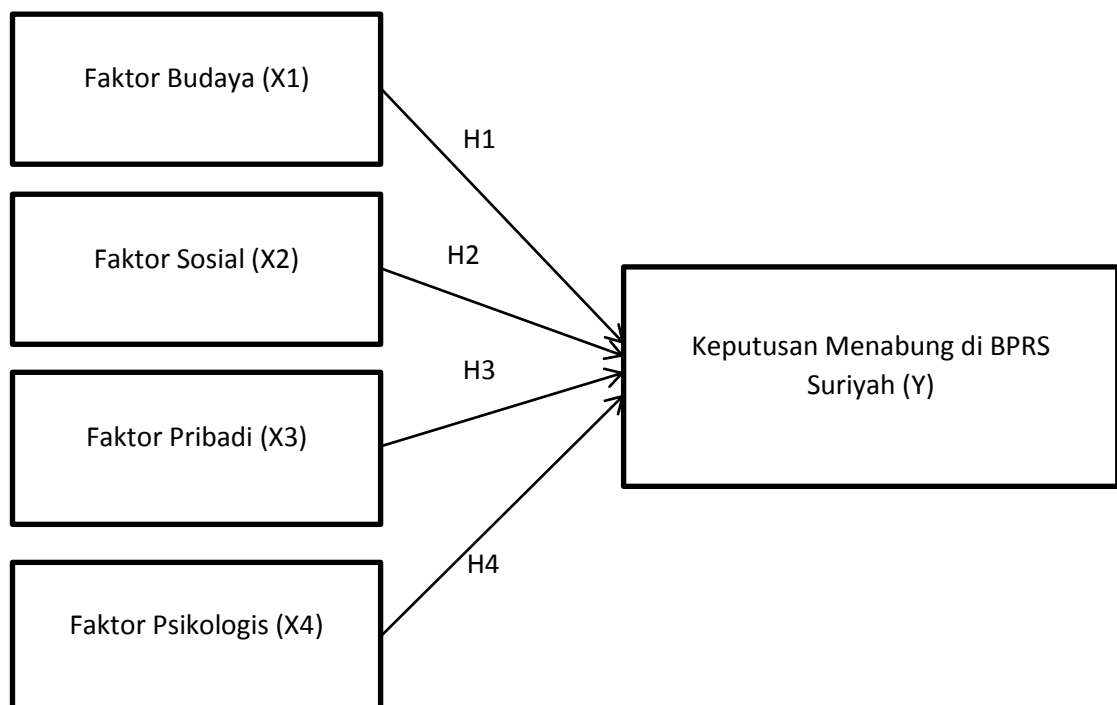 Faktor Budaya (X1)
H1
Faktor Sosial (X2)
H2
Keputusan Menabung di BPRS
Suriyah (Y)
H3
Faktor Pribadi (X3)
H4
Faktor Psikologis (X4)